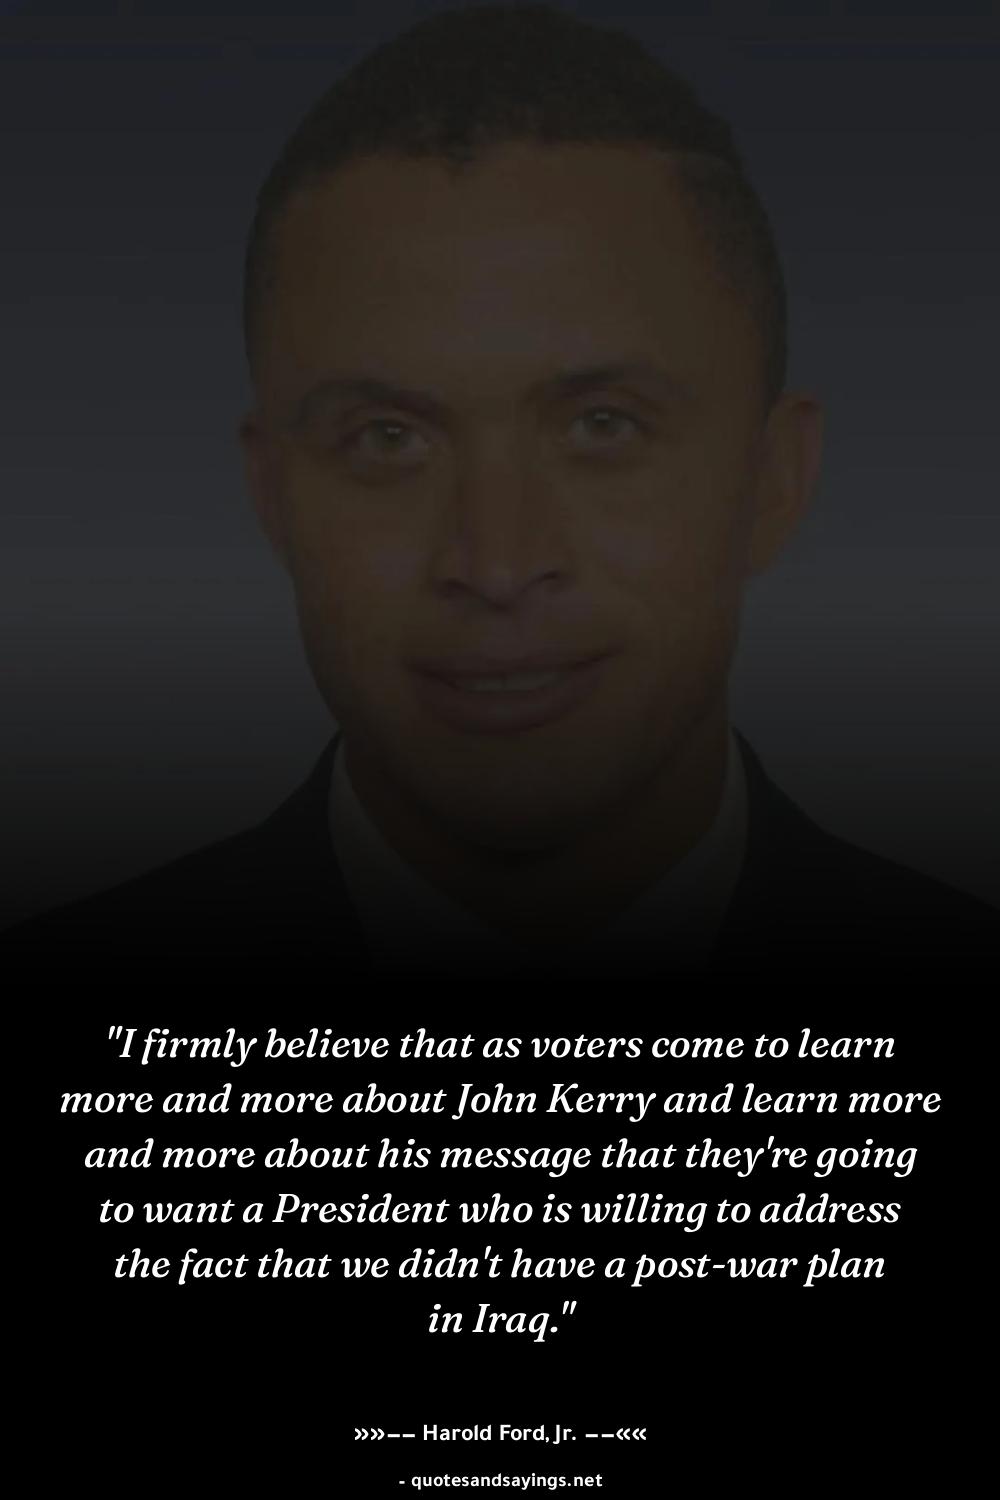 "I firmly believe that as voters come to learn
more and more about John Kerry and learn more
and more about his message that they're going
to want a President who is willing to address
the fact that we didn't have a post-war plan
in Iraq."
»»–– Harold Ford, Jr. ––««
- quotesandsayings.net